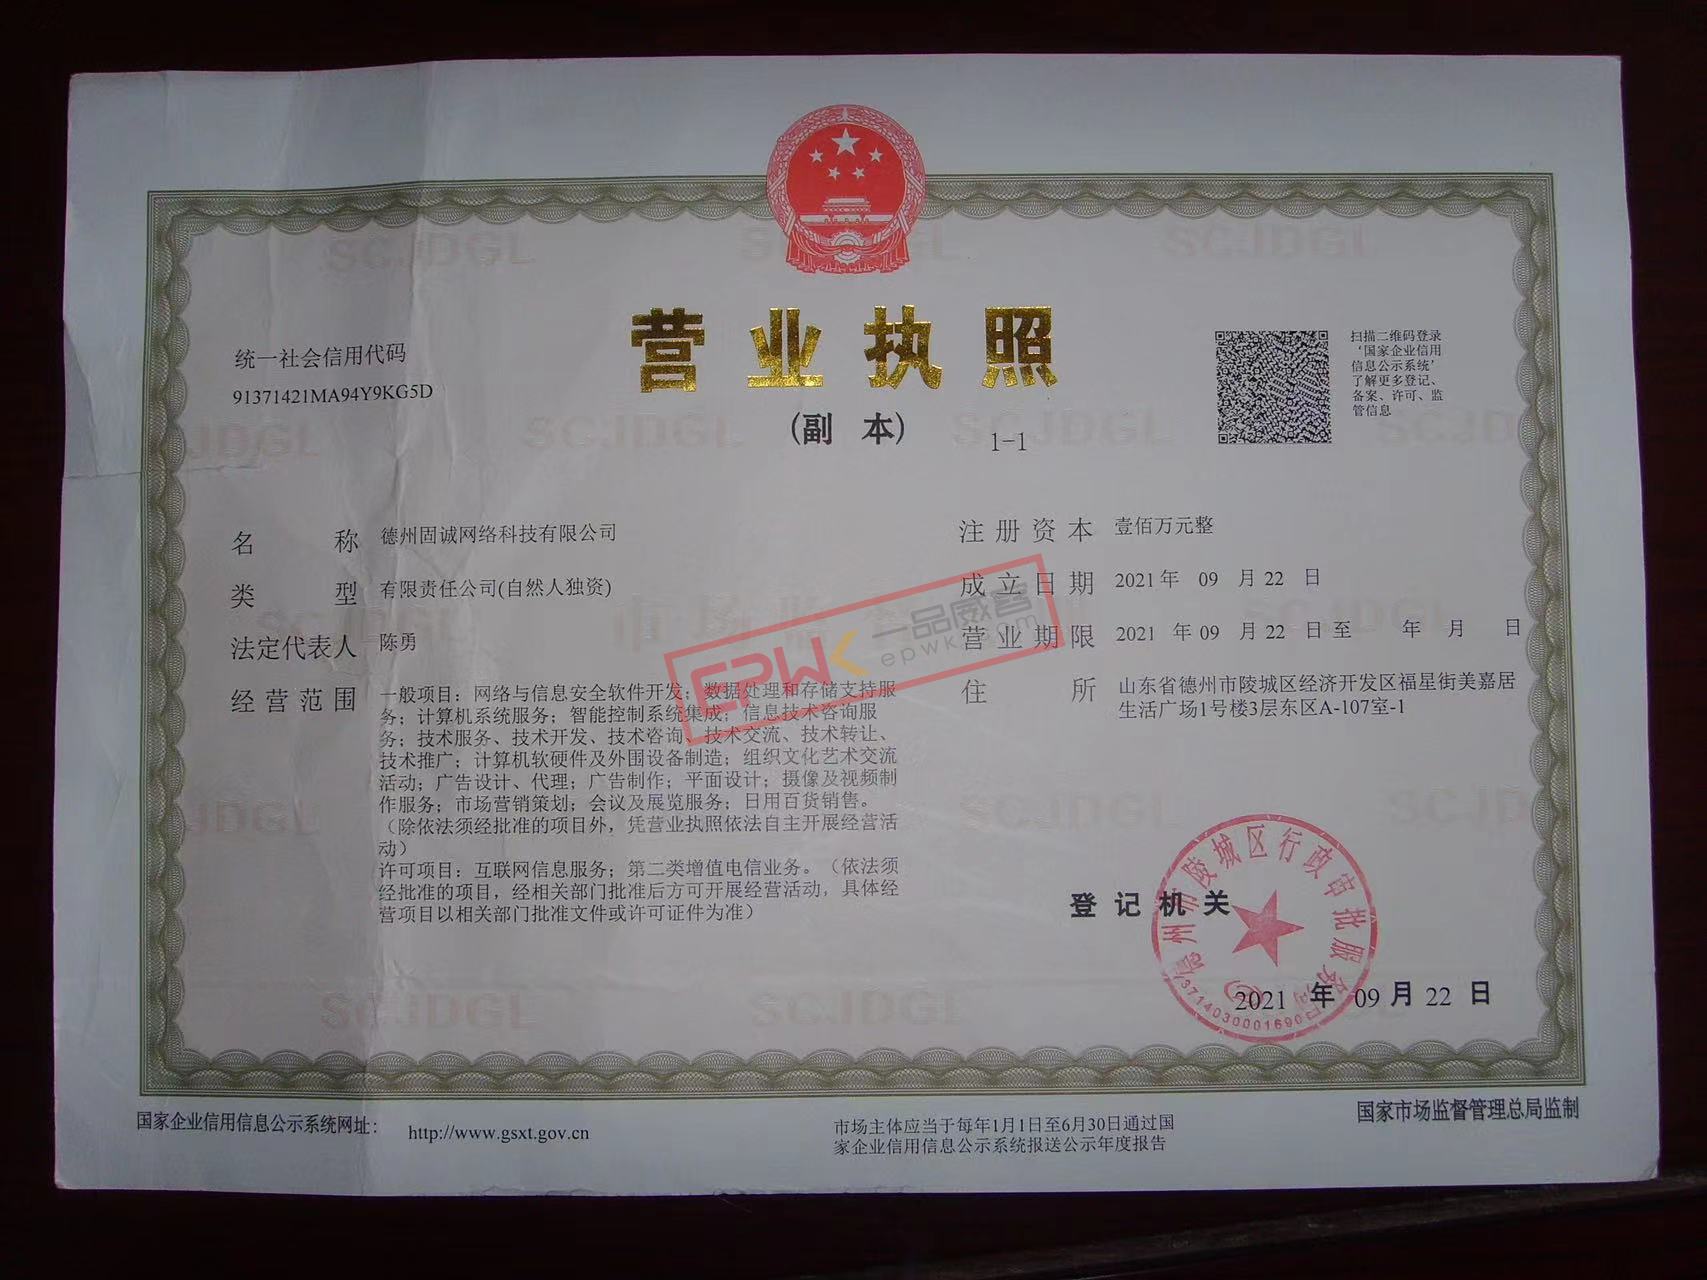 营业执照
(副 本)
1-1
统一社会信用代码
91371421MA94Y9KG5D
扫描二维码登录
‘国家企业信用
信息公示系统’
了解更多登记、
备案、许可、监
管信息
名 称 德州固诚网络科技有限公司
类 型 有限责任公司(自然人独资)
法定代表人 陈勇
经营范围 一般项目：网络与信息安全软件开发；数据处理和存储支持服
务；计算机系统服务；智能控制系统集成；信息技术咨询服
务；技术服务、技术开发、技术咨询、技术交流、技术转让、
技术推广；计算机软硬件及外围设备制造；组织文化艺术交流
活动；广告设计、代理；广告制作；平面设计；摄像及视频制
作服务；市场营销策划；会议及展览服务；日用百货销售。
（除依法须经批准的项目外，凭营业执照依法自主开展经营活
动）
许可项目：互联网信息服务；第二类增值电信业务。（依法须
经批准的项目，经相关部门批准后方可开展经营活动，具体经
营项目以相关部门批准文件或许可证件为准）
注册资本 壹佰万元整
成立日期 2021年 09 月22 日
营业期限 2021 年09 月22 日至 年 月 日
住 所 山东省德州市陵城区经济开发区福星街美嘉居
生活广场1号楼3层东区A-107室-1
EPWK 一品威客
epwk.com
登记机关
德州市陵城区行政审批服务局
3714030001690
2021 年 09 月 22 日
国家企业信用信息公示系统网址：
http://www.gsxt.gov.cn
市场主体应当于每年1月1日至6月30日通过国
家企业信用信息公示系统报送公示年度报告
国家市场监督管理总局监制